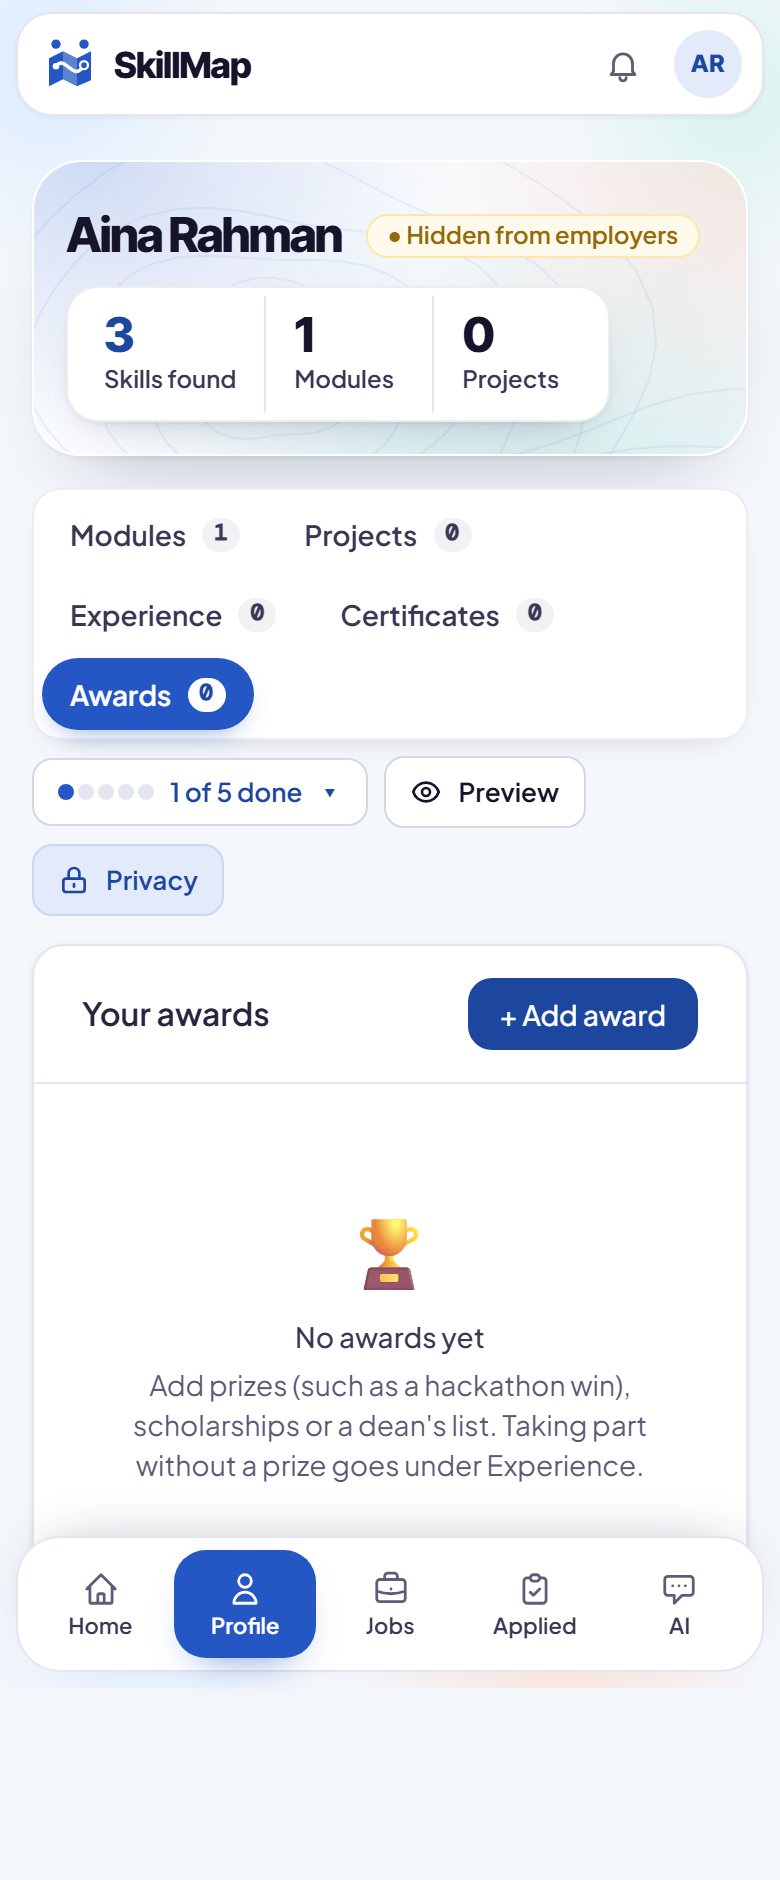 SkillMap
AR
Aina Rahman
Hidden from employers
3
1
0
Skills found
Modules
Projects
Modules 1
Projects 0
Experience 0
Certificates 0
Awards 0
1 of 5 done
Preview
Privacy
Your awards
+ Add award
No awards yet
Add prizes (such as a hackathon win),
scholarships or a dean's list. Taking part
without a prize goes under Experience.
Home
Profile
Jobs
Applied
AI